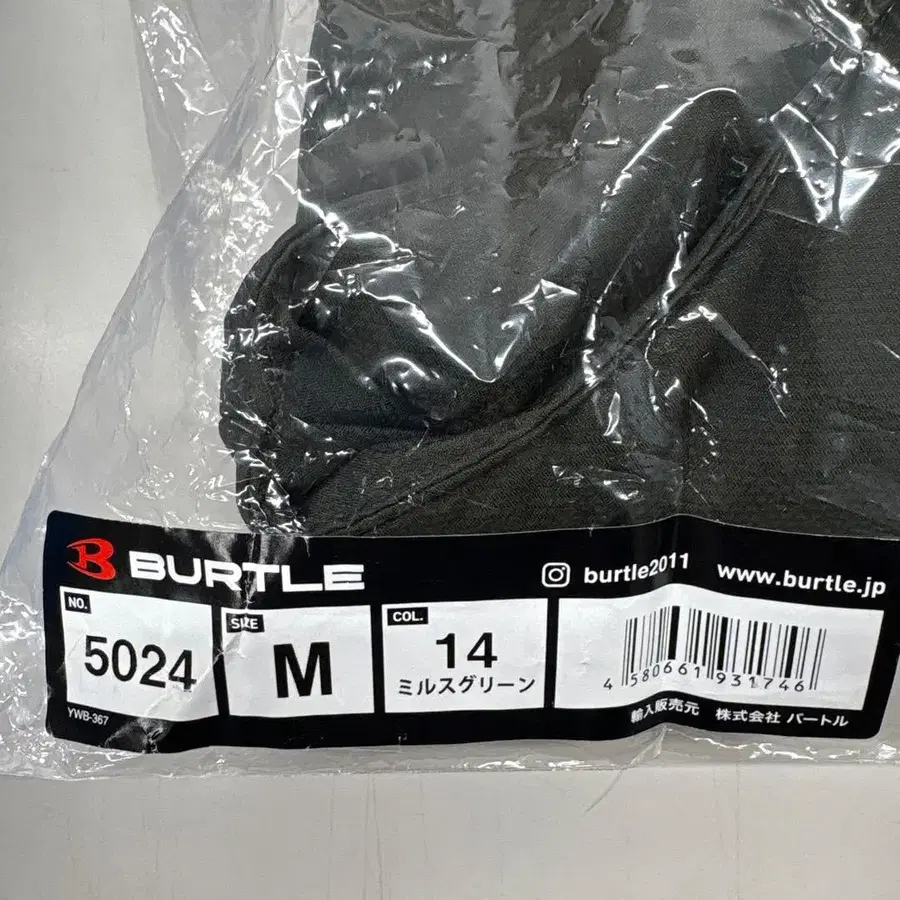 BURTLE
burtle2011 www.burtle.jp
NO.
5024
YWB-367
SIZE
M
COL.
14
ミルスグリーン
4 580661 931746
輸入販売元 株式会社 バートル